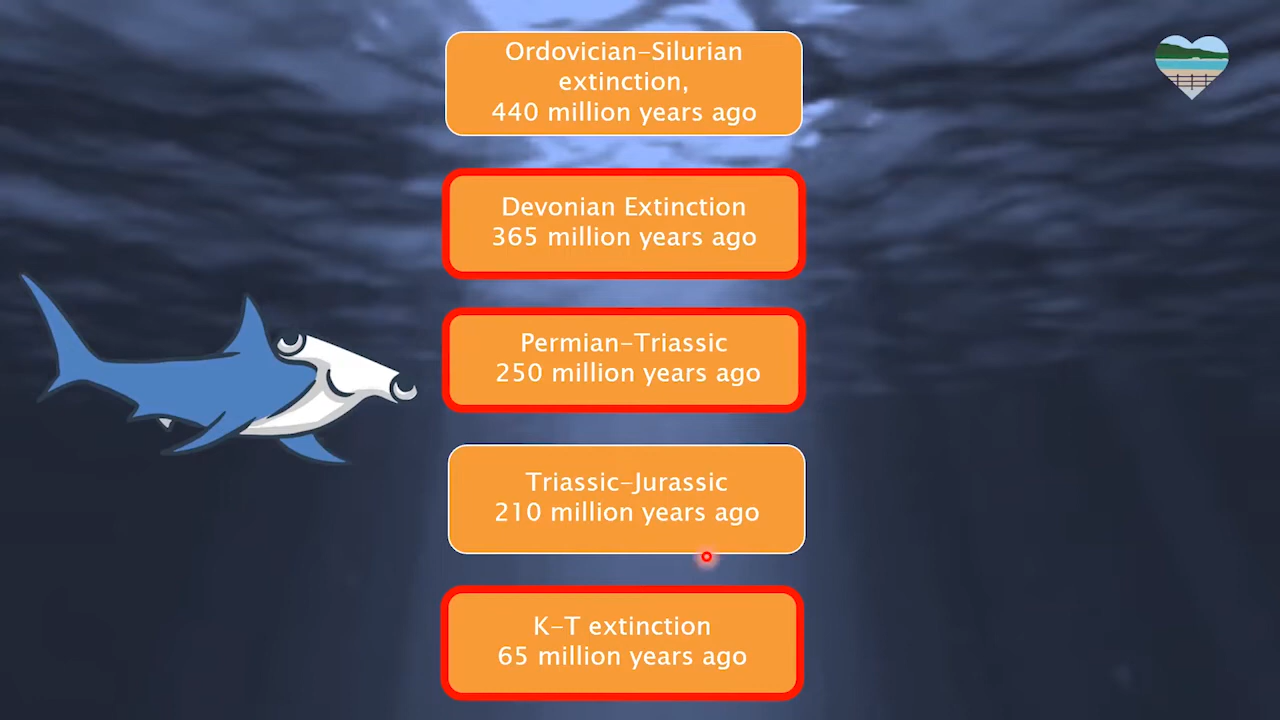 Ordovician–Silurian
extinction,
440 million years ago
Devonian Extinction
365 million years ago
Permian–Triassic
250 million years ago
Triassic–Jurassic
210 million years ago
K–T extinction
65 million years ago